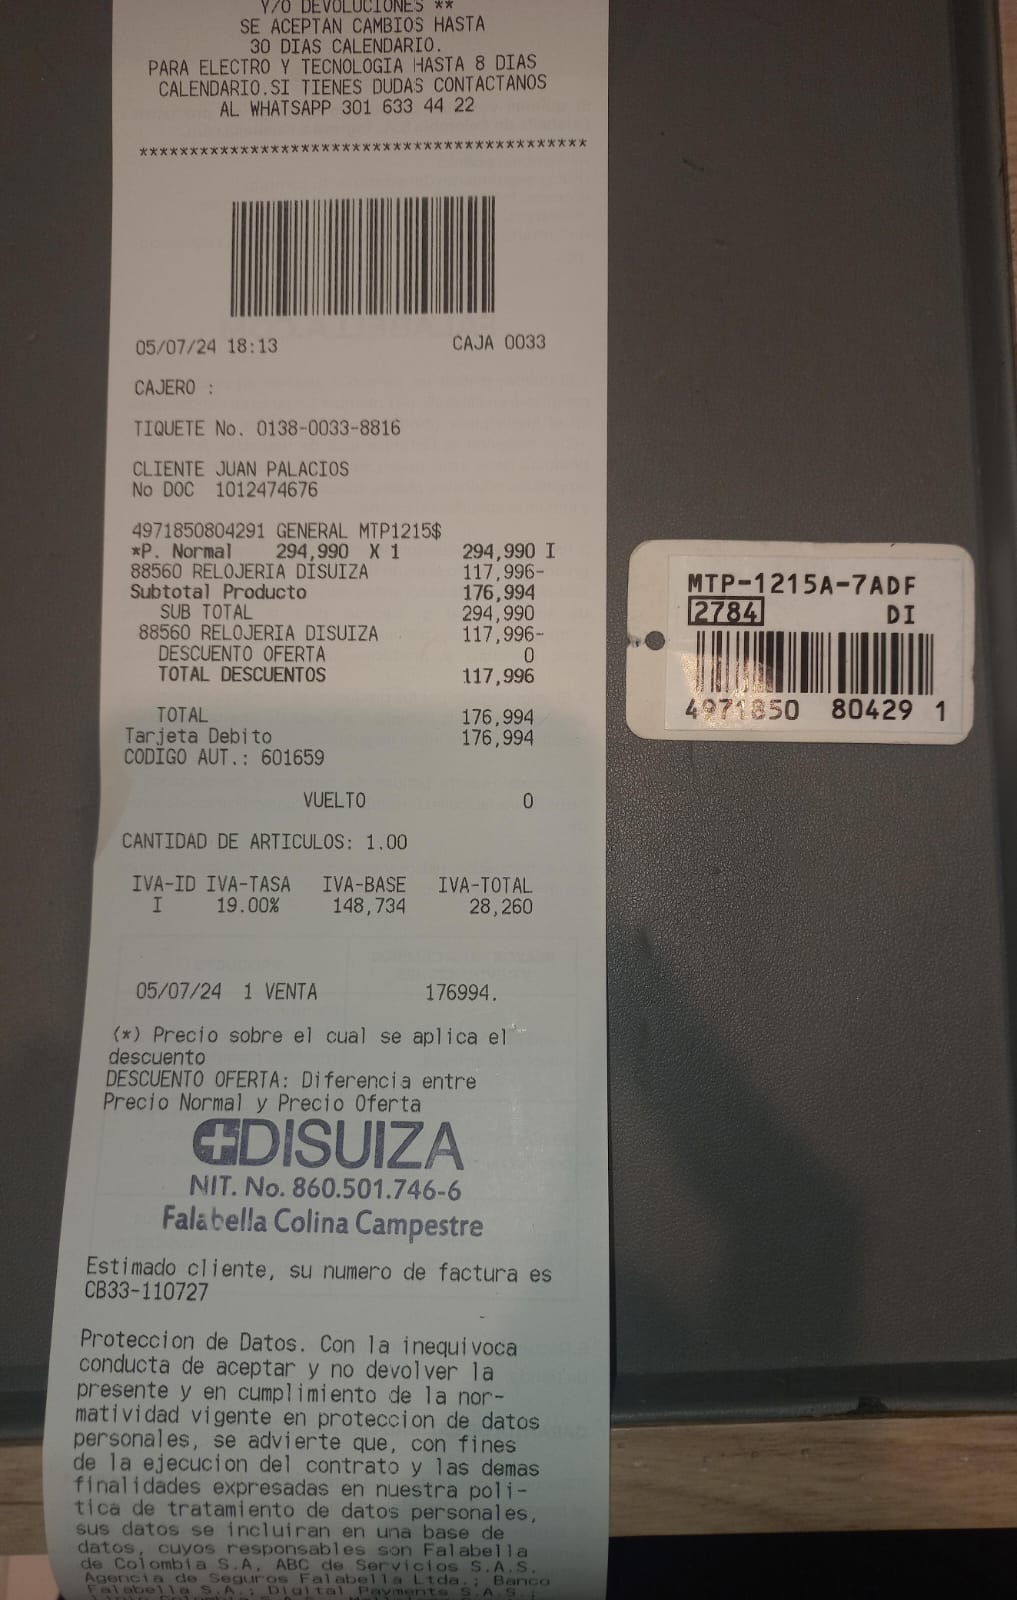 Y/O DEVOLUCIONES **
SE ACEPTAN CAMBIOS HASTA
30 DIAS CALENDARIO.
PARA ELECTRO Y TECNOLOGIA HASTA 8 DIAS
CALENDARIO.SI TIENES DUDAS CONTACTANOS
AL WHATSAPP 301 633 44 22
********************************************
05/07/24 18:13 CAJA 0033
CAJERO :
TIQUETE No. 0138-0033-8816
CLIENTE JUAN PALACIOS
No DOC 1012474676
4971850804291 GENERAL MTP1215$
*P. Normal 294,990 X 1 294,990 I
88560 RELOJERIA DISUIZA 117,996-
Subtotal Producto 176,994
SUB TOTAL 294,990
88560 RELOJERIA DISUIZA 117,996-
DESCUENTO OFERTA 0
TOTAL DESCUENTOS 117,996
TOTAL 176,994
Tarjeta Debito 176,994
CODIGO AUT.: 601659
VUELTO 0
CANTIDAD DE ARTICULOS: 1.00
IVA-ID IVA-TASA IVA-BASE IVA-TOTAL
I 19.00% 148,734 28,260
05/07/24 1 VENTA 176994.
(*) Precio sobre el cual se aplica el
descuento
DESCUENTO OFERTA: Diferencia entre
Precio Normal y Precio Oferta
DISUIZA
NIT. No. 860.501.746-6
Falabella Colina Campestre
Estimado cliente, su numero de factura es
CB33-110727
Proteccion de Datos. Con la inequivoca
conducta de aceptar y no devolver la
presente y en cumplimiento de la nor-
matividad vigente en proteccion de datos
personales, se advierte que, con fines
de la ejecucion del contrato y las demas
finalidades expresadas en nuestra poli-
tica de tratamiento de datos personales,
sus datos se incluiran en una base de
datos, cuyos responsables son Falabella
de Colombia S.A, ABC de Servicios S.A.S.
Agencia de Seguros Falabella Ltda.; Banco
Falabella S.A.; Digital Payments S.A.S.;
MTP-1215A-7ADF
2784 DI
4971850 80429 1